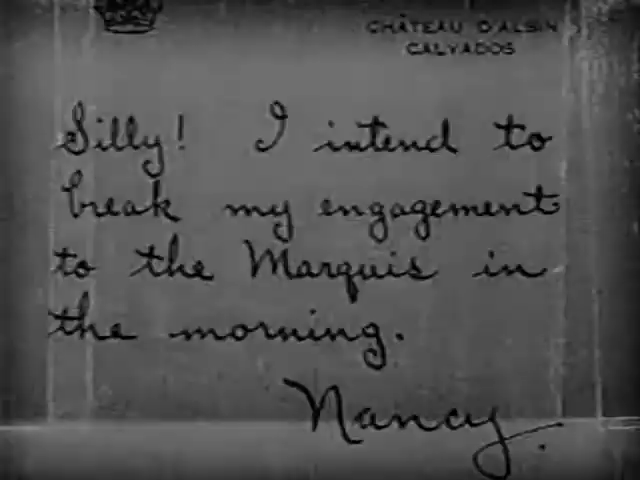 CHÂTEAU D'ALSIN
CALVADOS
Silly! I intend to
break my engagement
to the Marquis in
the morning.
Nancy.